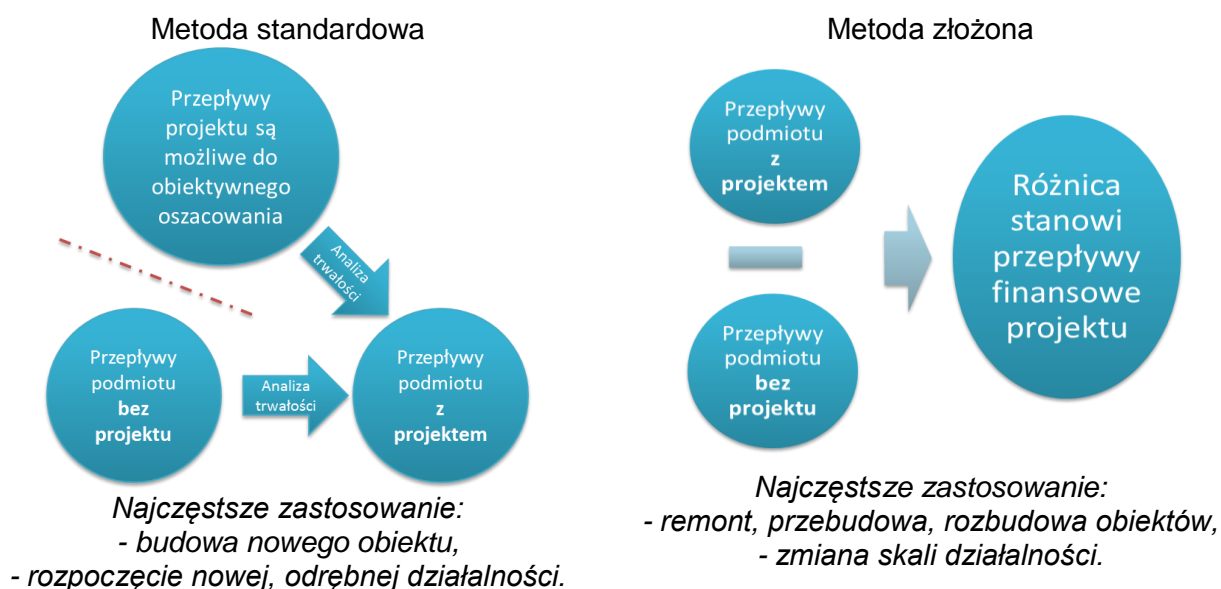 Metoda standardowa
Przepływy
projektu są
możliwe do
obiektywnego
oszacowania
Analiza
trwałości
Przepływy
podmiotu
bez
projektu
Analiza
trwałości
Przepływy
podmiotu
z
projektem
Najczęstsze zastosowanie:
- budowa nowego obiektu,
- rozpoczęcie nowej, odrębnej działalności.
Metoda złożona
Przepływy
podmiotu
z
projektem
Przepływy
podmiotu
bez
projektu
Różnica
stanowi
przepływy
finansowe
projektu
Najczęstsze zastosowanie:
- remont, przebudowa, rozbudowa obiektów,
- zmiana skali działalności.